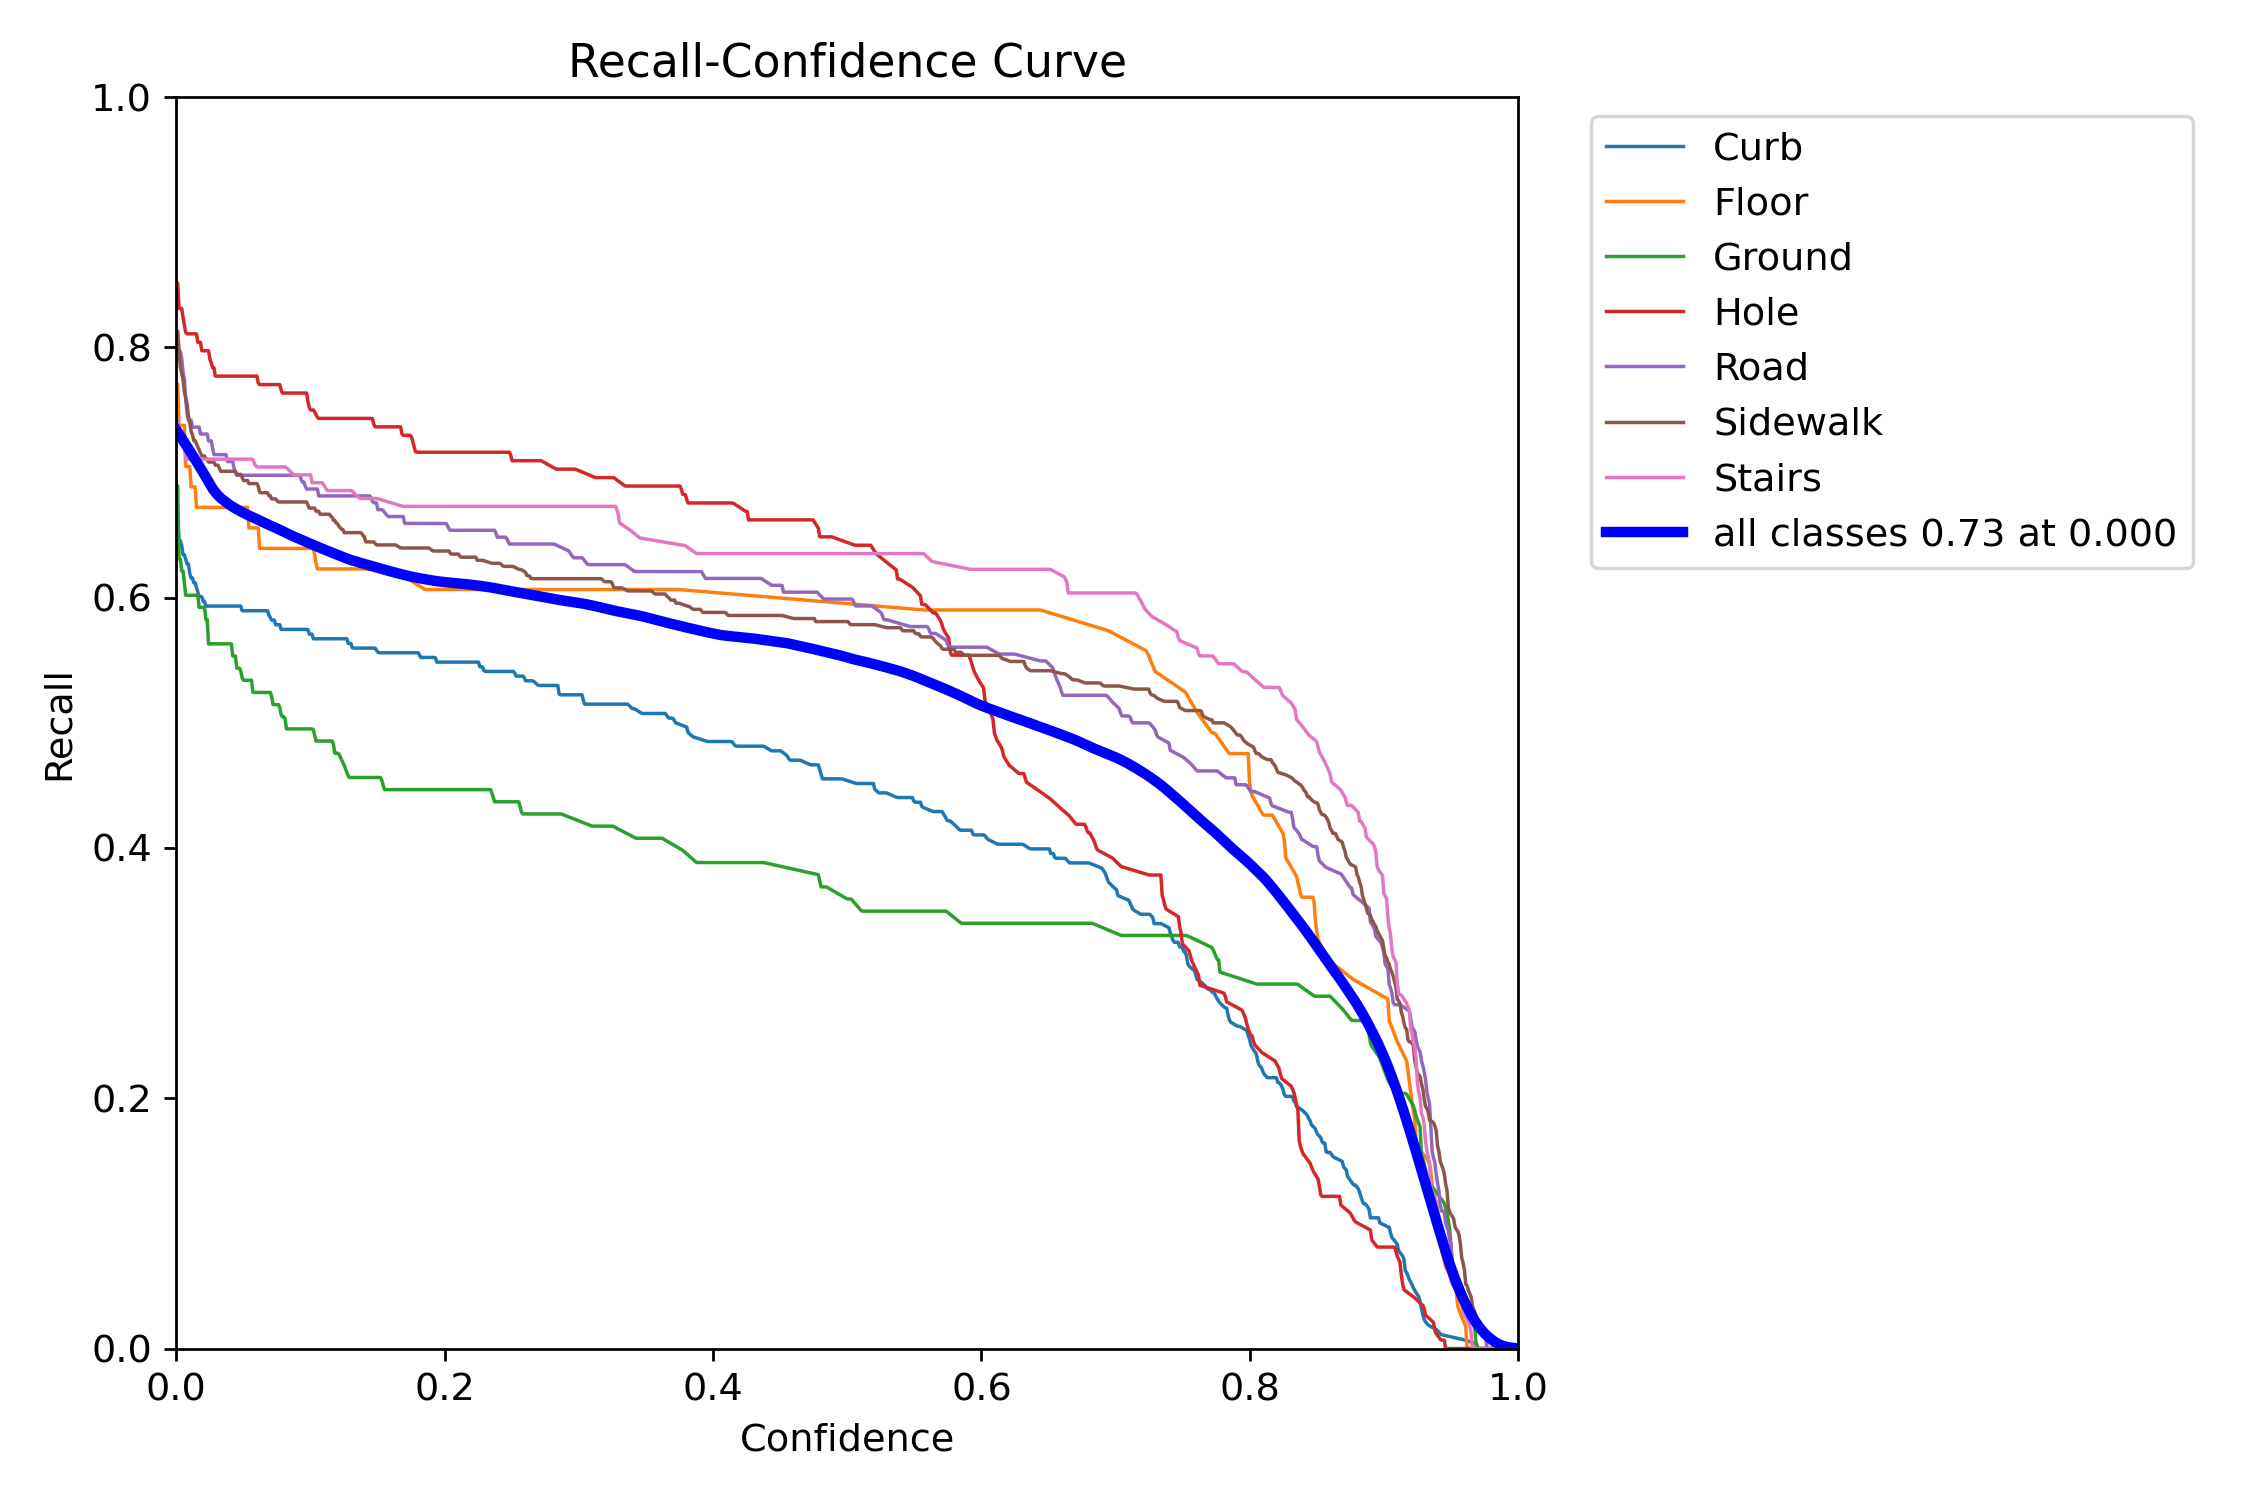 Recall-Confidence Curve
1.0
0.8
0.6
0.4
0.2
0.0
Recall
0.0 0.2 0.4 0.6 0.8 1.0
Confidence
Curb
Floor
Ground
Hole
Road
Sidewalk
Stairs
all classes 0.73 at 0.000